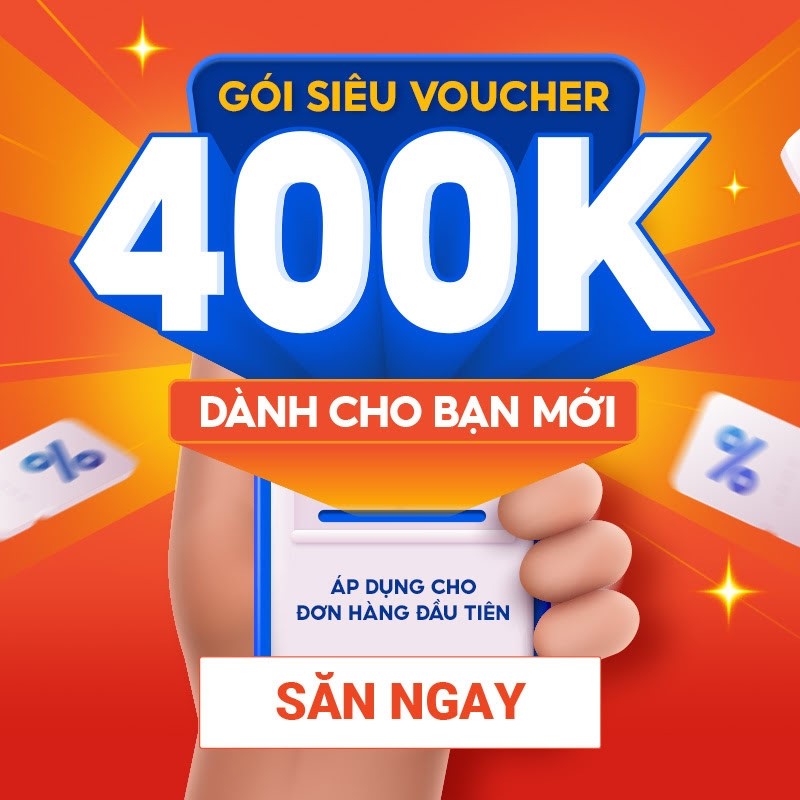 GÓI SIÊU VOUCHER
400K
DÀNH CHO BẠN MỚI
ÁP DỤNG CHO
ĐƠN HÀNG ĐẦU TIÊN
SĂN NGAY
%
%